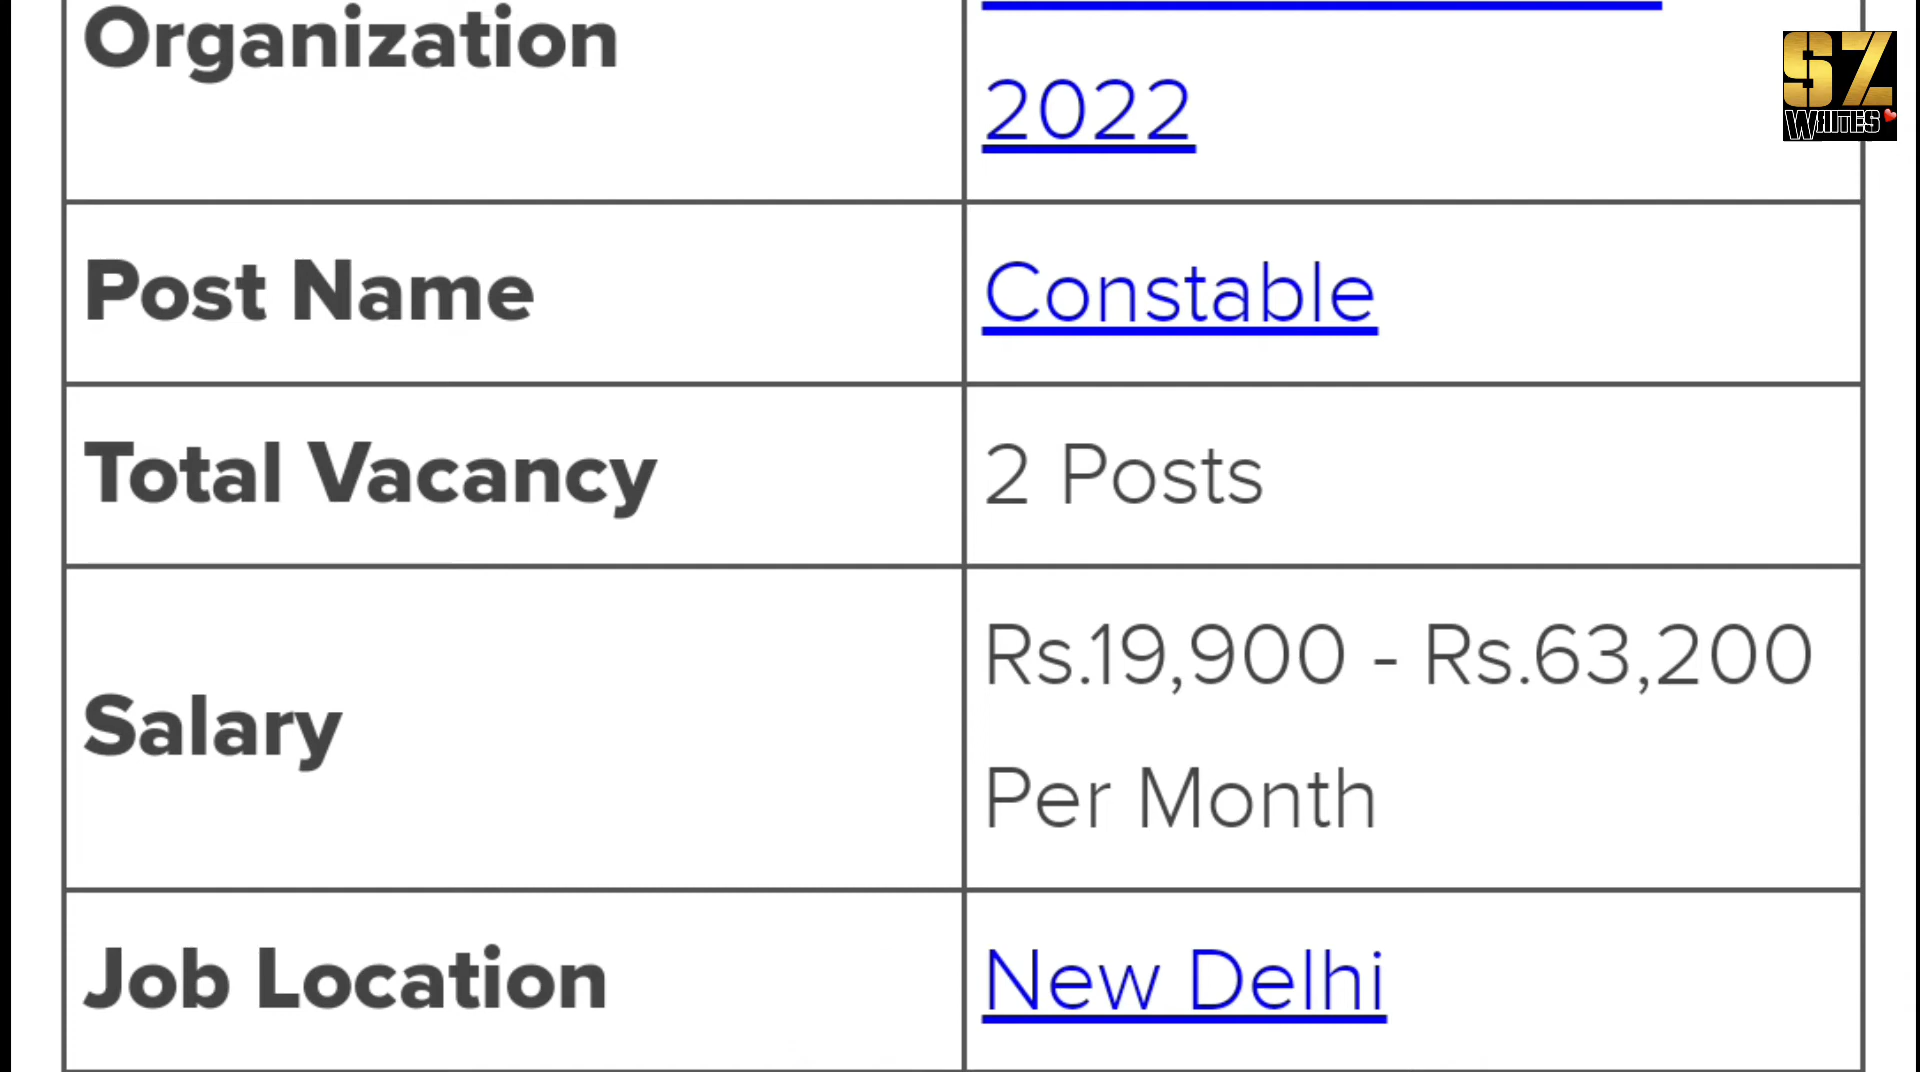 Organization
2022
SZ
WRITES
Post Name
Constable
Total Vacancy
2 Posts
Salary
Rs.19,900 - Rs.63,200
Per Month
Job Location
New Delhi